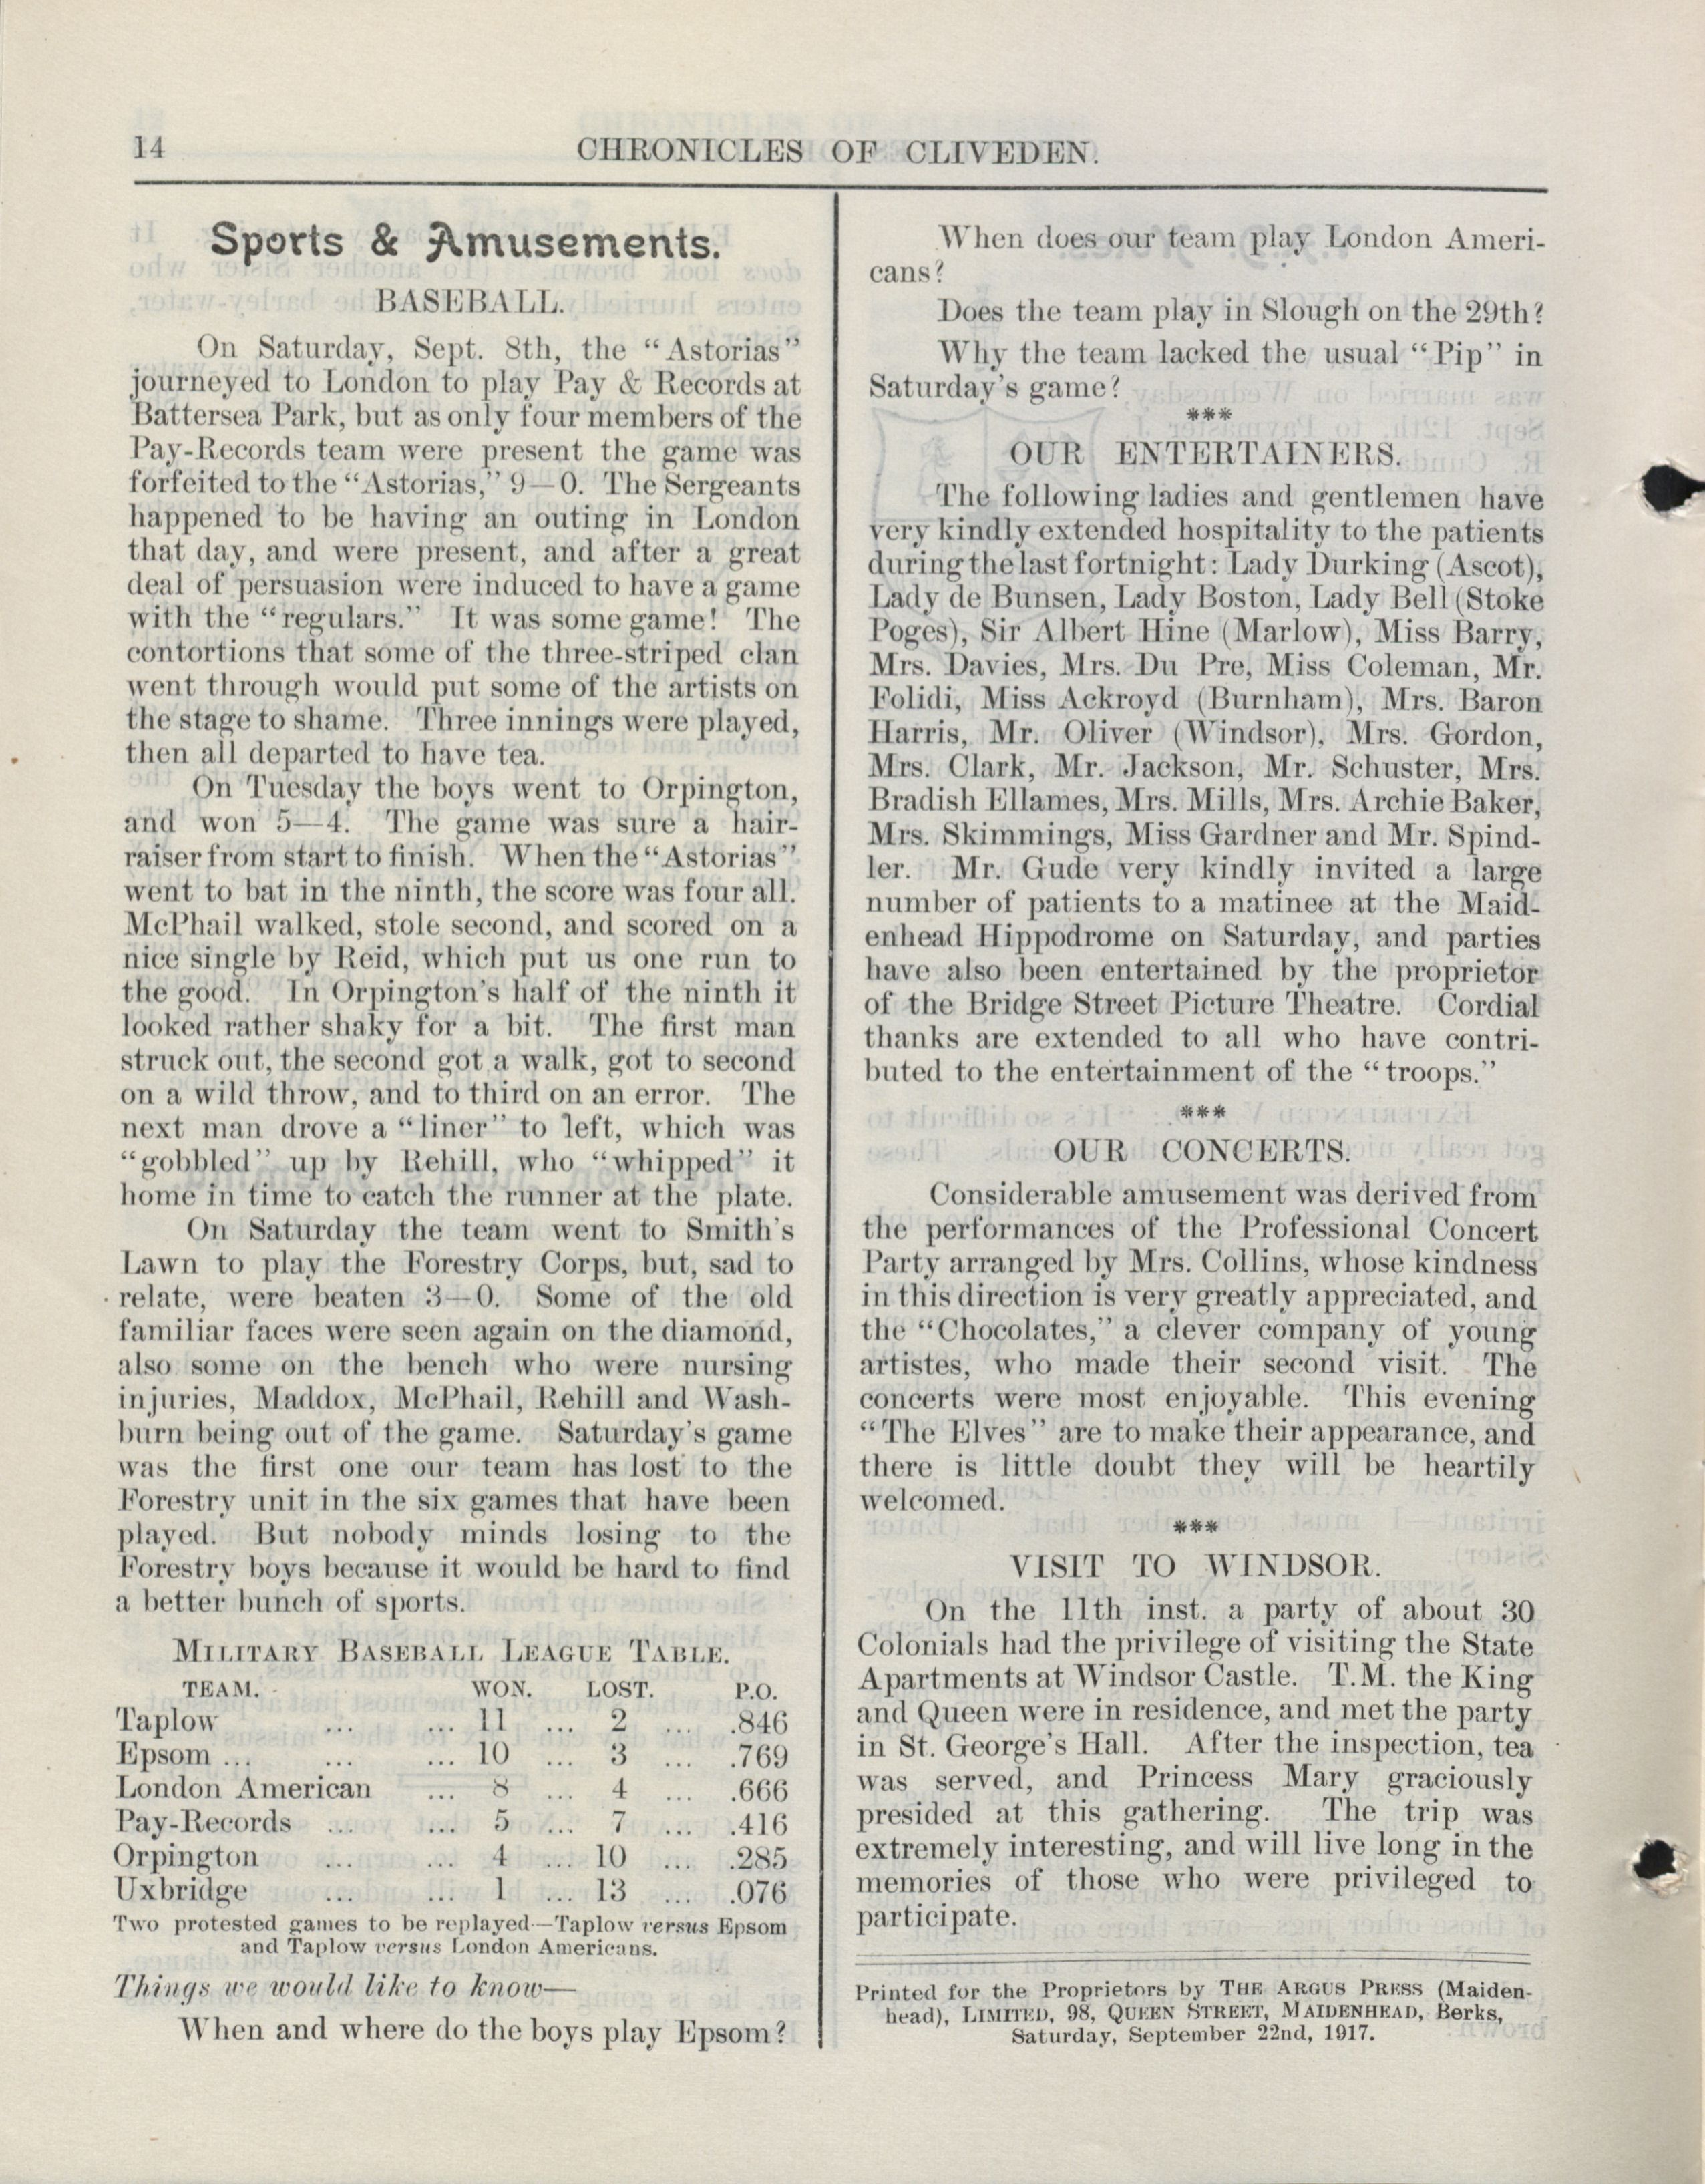 14
CHRONICLES OF CLIVEDEN.
Sports & Amusements.
BASEBALL.
On Saturday, Sept. 8th, the "Astorias"
journeyed to London to play Pay & Records at
Battersea Park, but as only four members of the
Pay-Records team were present the game was
forfeited to the "Astorias," 9—0. The Sergeants
happened to be having an outing in London
that day, and were present, and after a great
deal of persuasion were induced to have a game
with the "regulars." It was some game! The
contortions that some of the three-striped clan
went through would put some of the artists on
the stage to shame. Three innings were played,
then all departed to have tea.
On Tuesday the boys went to Orpington,
and won 5—4. The game was sure a hair-
raiser from start to finish. When the "Astorias"
went to bat in the ninth, the score was four all.
McPhail walked, stole second, and scored on a
nice single by Reid, which put us one run to
the good. In Orpington's half of the ninth it
looked rather shaky for a bit. The first man
struck out, the second got a walk, got to second
on a wild throw, and to third on an error. The
next man drove a "liner" to left, which was
"gobbled" up by Rehill, who "whipped" it
home in time to catch the runner at the plate.
On Saturday the team went to Smith's
Lawn to play the Forestry Corps, but, sad to
relate, were beaten 3—0. Some of the old
familiar faces were seen again on the diamond,
also some on the bench who were nursing
injuries, Maddox, McPhail, Rehill and Wash-
burn being out of the game. Saturday's game
was the first one our team has lost to the
Forestry unit in the six games that have been
played. But nobody minds losing to the
Forestry boys because it would be hard to find
a better bunch of sports.
MILITARY BASEBALL LEAGUE TABLE.
TEAM. WON. LOST. P.O.
Taplow ... ... 11 ... 2 ... .846
Epsom ... ... ... 10 ... 3 ... .769
London American ... 8 ... 4 ... .666
Pay-Records ... ... 5 ... 7 ... .416
Orpington ... ... 4 ... 10 ... .285
Uxbridge ... ... 1 ... 13 ... .076
Two protested games to be replayed—Taplow versus Epsom
and Taplow versus London Americans.
Things we would like to know—
When and where do the boys play Epsom?
When does our team play London Ameri-
cans?
Does the team play in Slough on the 29th?
Why the team lacked the usual "Pip" in
Saturday's game?
***
OUR ENTERTAINERS.
The following ladies and gentlemen have
very kindly extended hospitality to the patients
during the last fortnight: Lady Durking (Ascot),
Lady de Bunsen, Lady Boston, Lady Bell (Stoke
Poges), Sir Albert Hine (Marlow), Miss Barry,
Mrs. Davies, Mrs. Du Pre, Miss Coleman, Mr.
Folidi, Miss Ackroyd (Burnham), Mrs. Baron
Harris, Mr. Oliver (Windsor), Mrs. Gordon,
Mrs. Clark, Mr. Jackson, Mr. Schuster, Mrs.
Bradish Ellames, Mrs. Mills, Mrs. Archie Baker,
Mrs. Skimmings, Miss Gardner and Mr. Spind-
ler. Mr. Gude very kindly invited a large
number of patients to a matinee at the Maid-
enhead Hippodrome on Saturday, and parties
have also been entertained by the proprietor
of the Bridge Street Picture Theatre. Cordial
thanks are extended to all who have contri-
buted to the entertainment of the "troops."
***
OUR CONCERTS.
Considerable amusement was derived from
the performances of the Professional Concert
Party arranged by Mrs. Collins, whose kindness
in this direction is very greatly appreciated, and
the "Chocolates," a clever company of young
artistes, who made their second visit. The
concerts were most enjoyable. This evening
"The Elves" are to make their appearance, and
there is little doubt they will be heartily
welcomed.
***
VISIT TO WINDSOR.
On the 11th inst. a party of about 30
Colonials had the privilege of visiting the State
Apartments at Windsor Castle. T.M. the King
and Queen were in residence, and met the party
in St. George's Hall. After the inspection, tea
was served, and Princess Mary graciously
presided at this gathering. The trip was
extremely interesting, and will live long in the
memories of those who were privileged to
participate.
Printed for the Proprietors by THE ARGUS PRESS (Maiden-
head), LIMITED, 98, QUEEN STREET, MAIDENHEAD, Berks,
Saturday, September 22nd, 1917.